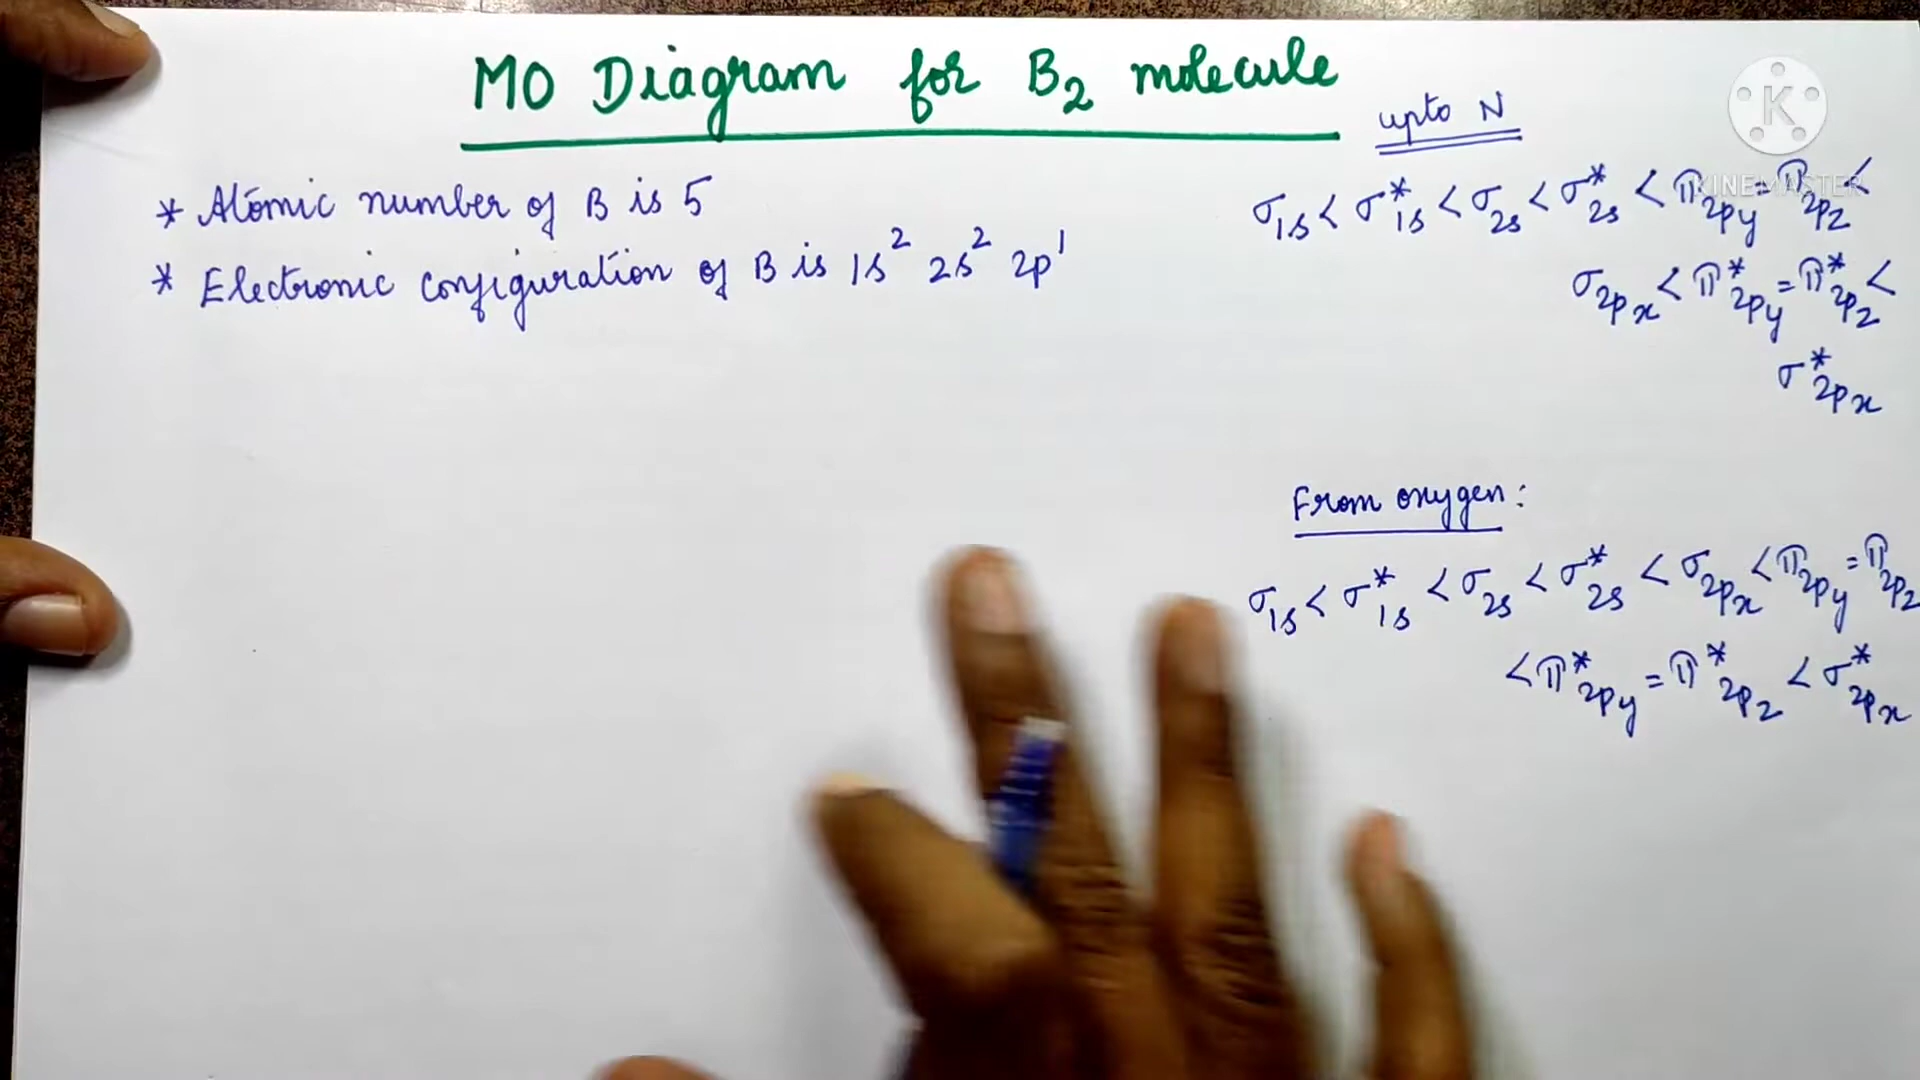 MO Diagram for B₂ molecule
upto N
* Atomic number of B is 5
* Electronic configuration of B is 1s² 2s² 2p¹
σ1s < σ*1s < σ2s < σ*2s < π2py = π2pz <
σ2px < π*2py = π*2pz <
σ*2px
From oxygen:
σ1s < σ*1s < σ2s < σ*2s < σ2px < π2py = π2pz
< π*2py = π*2pz < σ*2px
K
KINEMASTER